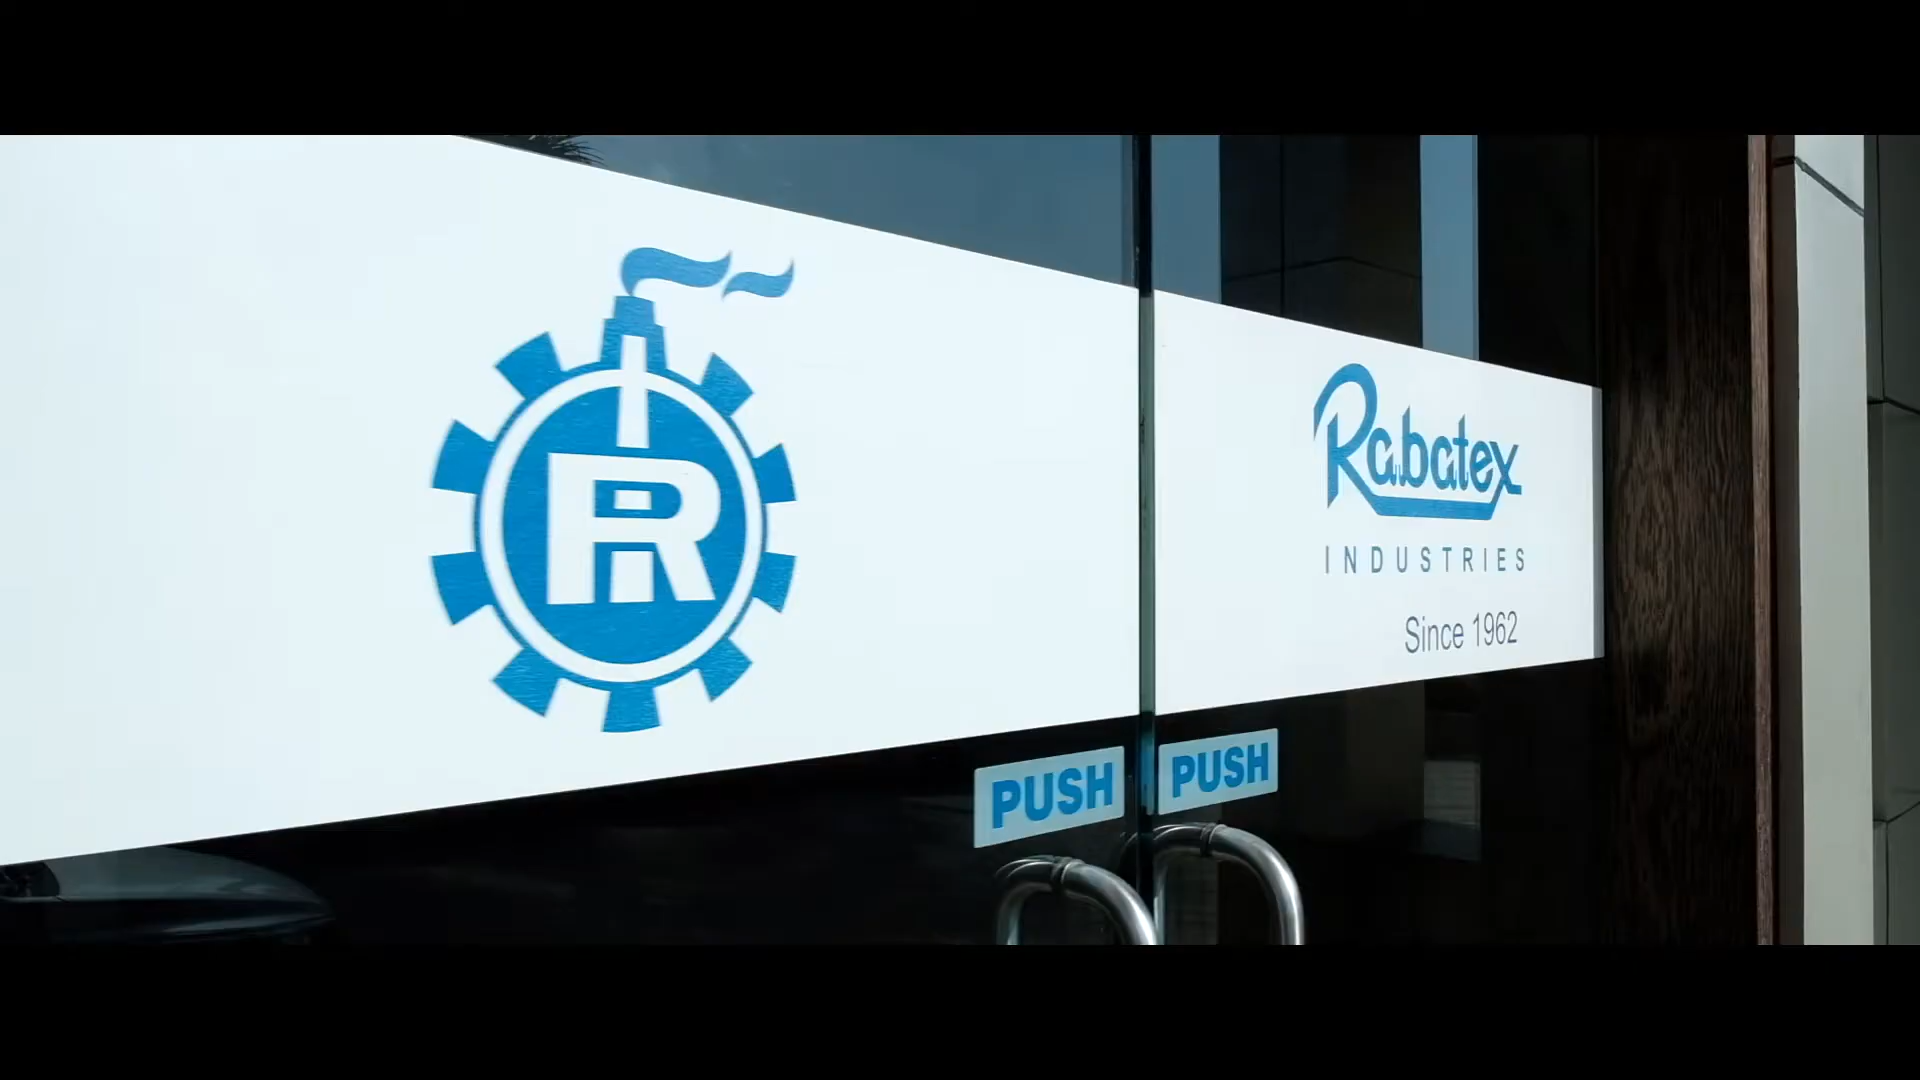 R
Rabatex
INDUSTRIES
Since 1962
PUSH
PUSH